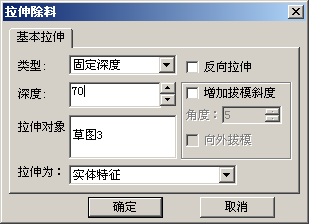 拉伸除料
基本拉伸
类型: 固定深度 反向拉伸
深度: 70 增加拔模斜度
角度: 5
拉伸对象 草图3 向外拔模
拉伸为: 实体特征
确定 取消